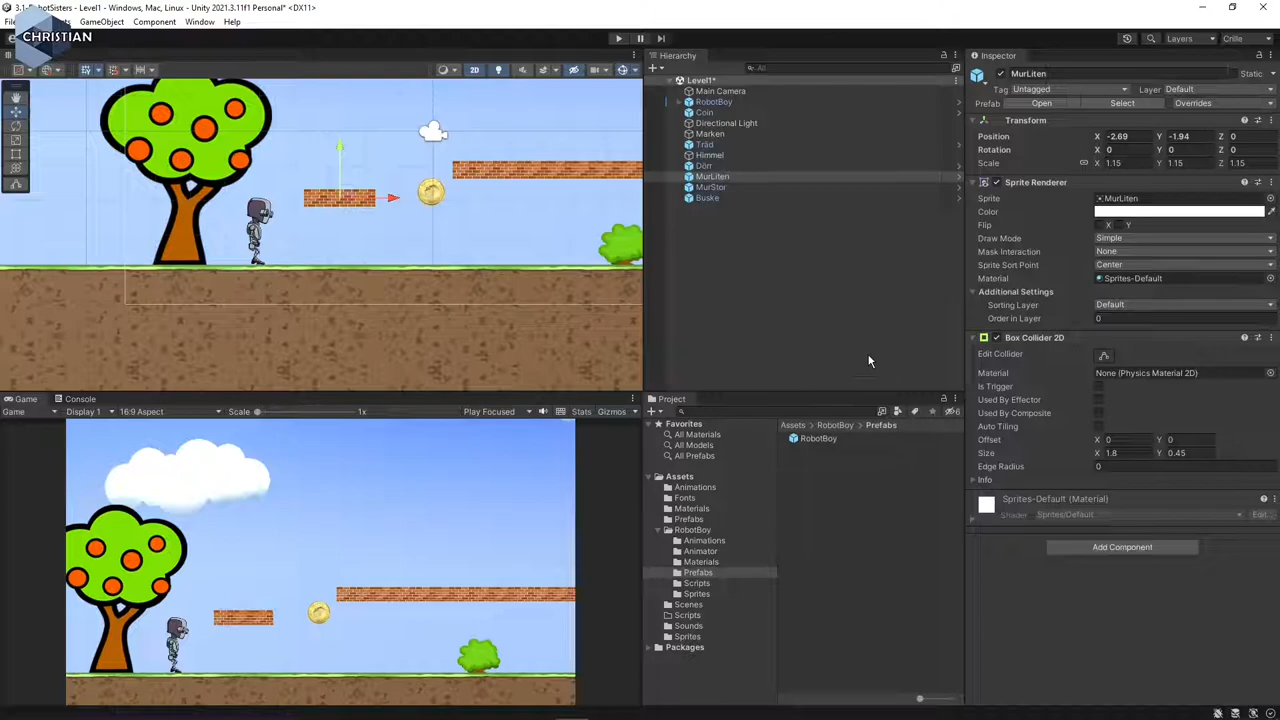 3.1-RobotSisters - Level1 - Windows, Mac, Linux - Unity 2021.3.11f1 Personal* <DX11>
GameObject Component Window Help
CHRISTIAN
Layers Crille
Hierarchy
All
Level1*
Main Camera
RobotBoy
Coin
Directional Light
Marken
Träd
Himmel
Dörr
MurLiten
MurStor
Buske
Inspector
MurLiten Static
Tag Untagged Layer Default
Prefab Open Select Overrides
Transform
Position X -2.69 Y -1.94 Z 0
Rotation X 0 Y 0 Z 0
Scale X 1.15 Y 1.15 Z 1.15
Sprite Renderer
Sprite MurLiten
Color
Flip X Y
Draw Mode Simple
Mask Interaction None
Sprite Sort Point Center
Material Sprites-Default
Additional Settings
Sorting Layer Default
Order in Layer 0
Box Collider 2D
Edit Collider
Material None (Physics Material 2D)
Is Trigger
Used By Effector
Used By Composite
Auto Tiling
Offset X 0 Y 0
Size X 1.8 Y 0.45
Edge Radius 0
Info
Sprites-Default (Material)
Shader Sprites/Default Edit...
Add Component
2D
Game Console
Game Display 1 16:9 Aspect Scale 1x Play Focused Stats Gizmos
Project
6
Favorites
All Materials
All Models
All Prefabs
Assets
Animations
Fonts
Materials
Prefabs
RobotBoy
Animations
Animator
Materials
Prefabs
Scripts
Sprites
Scenes
Scripts
Sounds
Sprites
Packages
Assets RobotBoy Prefabs
RobotBoy